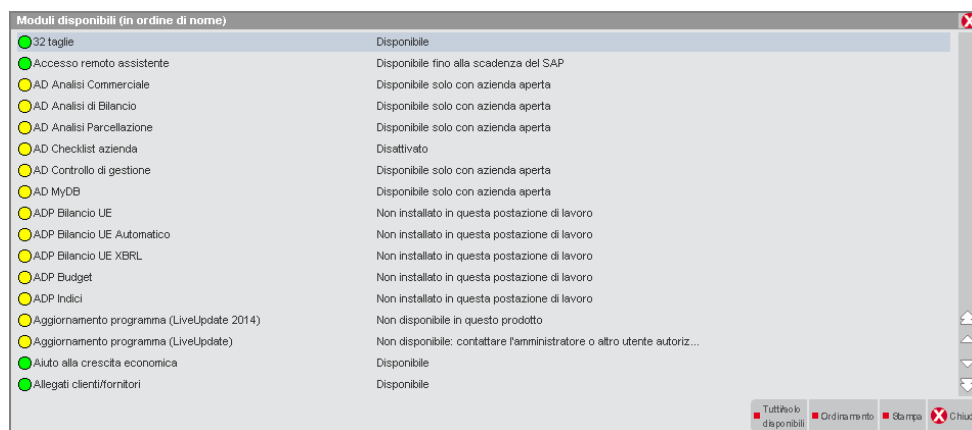 Moduli disponibili (in ordine di nome)
32 taglie Disponibile
Accesso remoto assistente Disponibile fino alla scadenza del SAP
AD Analisi Commerciale Disponibile solo con azienda aperta
AD Analisi di Bilancio Disponibile solo con azienda aperta
AD Analisi Parcellazione Disponibile solo con azienda aperta
AD Checklist azienda Disattivato
AD Controllo di gestione Disponibile solo con azienda aperta
AD MyDB Disponibile solo con azienda aperta
ADP Bilancio UE Non installato in questa postazione di lavoro
ADP Bilancio UE Automatico Non installato in questa postazione di lavoro
ADP Bilancio UE XBRL Non installato in questa postazione di lavoro
ADP Budget Non installato in questa postazione di lavoro
ADP Indici Non installato in questa postazione di lavoro
Aggiornamento programma (LiveUpdate 2014) Non disponibile in questo prodotto
Aggiornamento programma (LiveUpdate) Non disponibile: contattare l'amministratore o altro utente autoriz...
Aiuto alla crescita economica Disponibile
Allegati clienti/fornitori Disponibile
Tutti/solo
disponibili Ordinamento Stampa Chiud